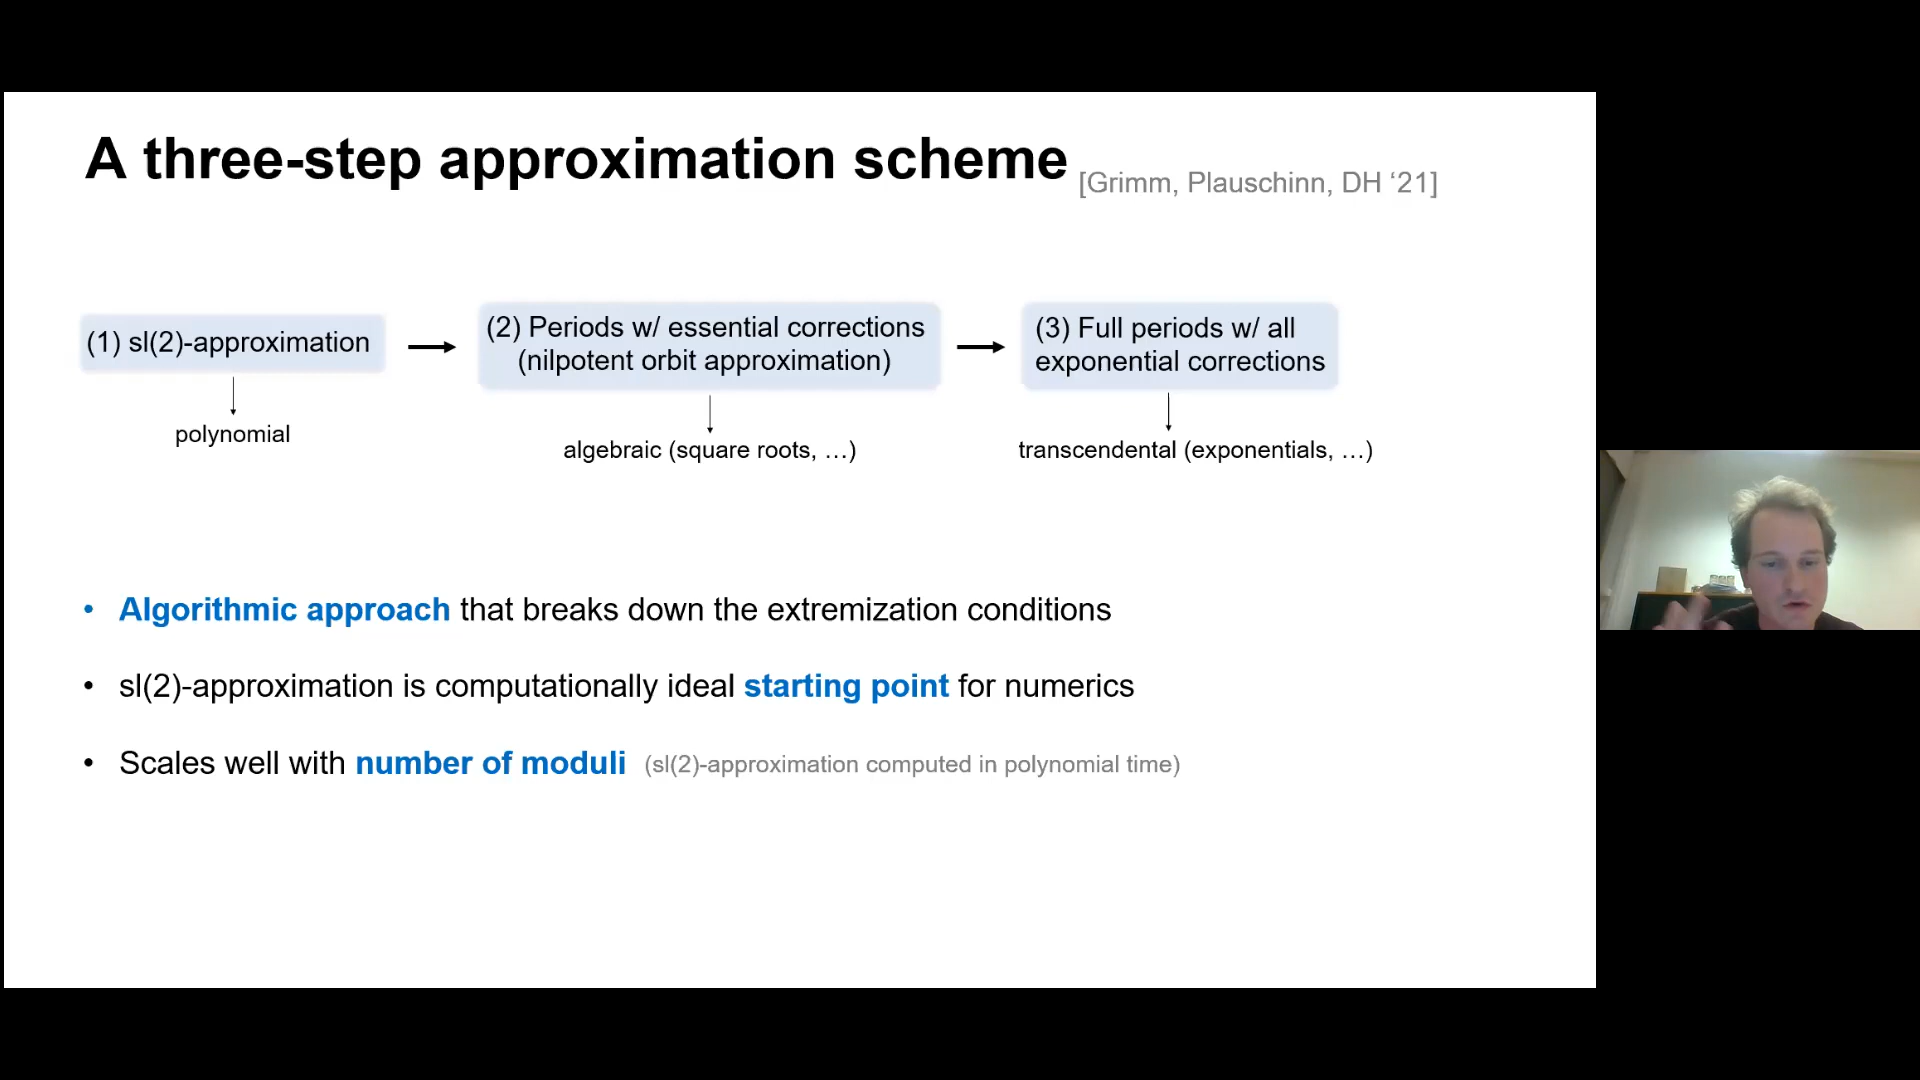 A three-step approximation scheme [Grimm, Plauschinn, DH ‘21]
(1) sl(2)-approximation
(2) Periods w/ essential corrections
(nilpotent orbit approximation)
(3) Full periods w/ all
exponential corrections
polynomial
algebraic (square roots, …)
transcendental (exponentials, …)
• Algorithmic approach that breaks down the extremization conditions
• sl(2)-approximation is computationally ideal starting point for numerics
• Scales well with number of moduli (sl(2)-approximation computed in polynomial time)